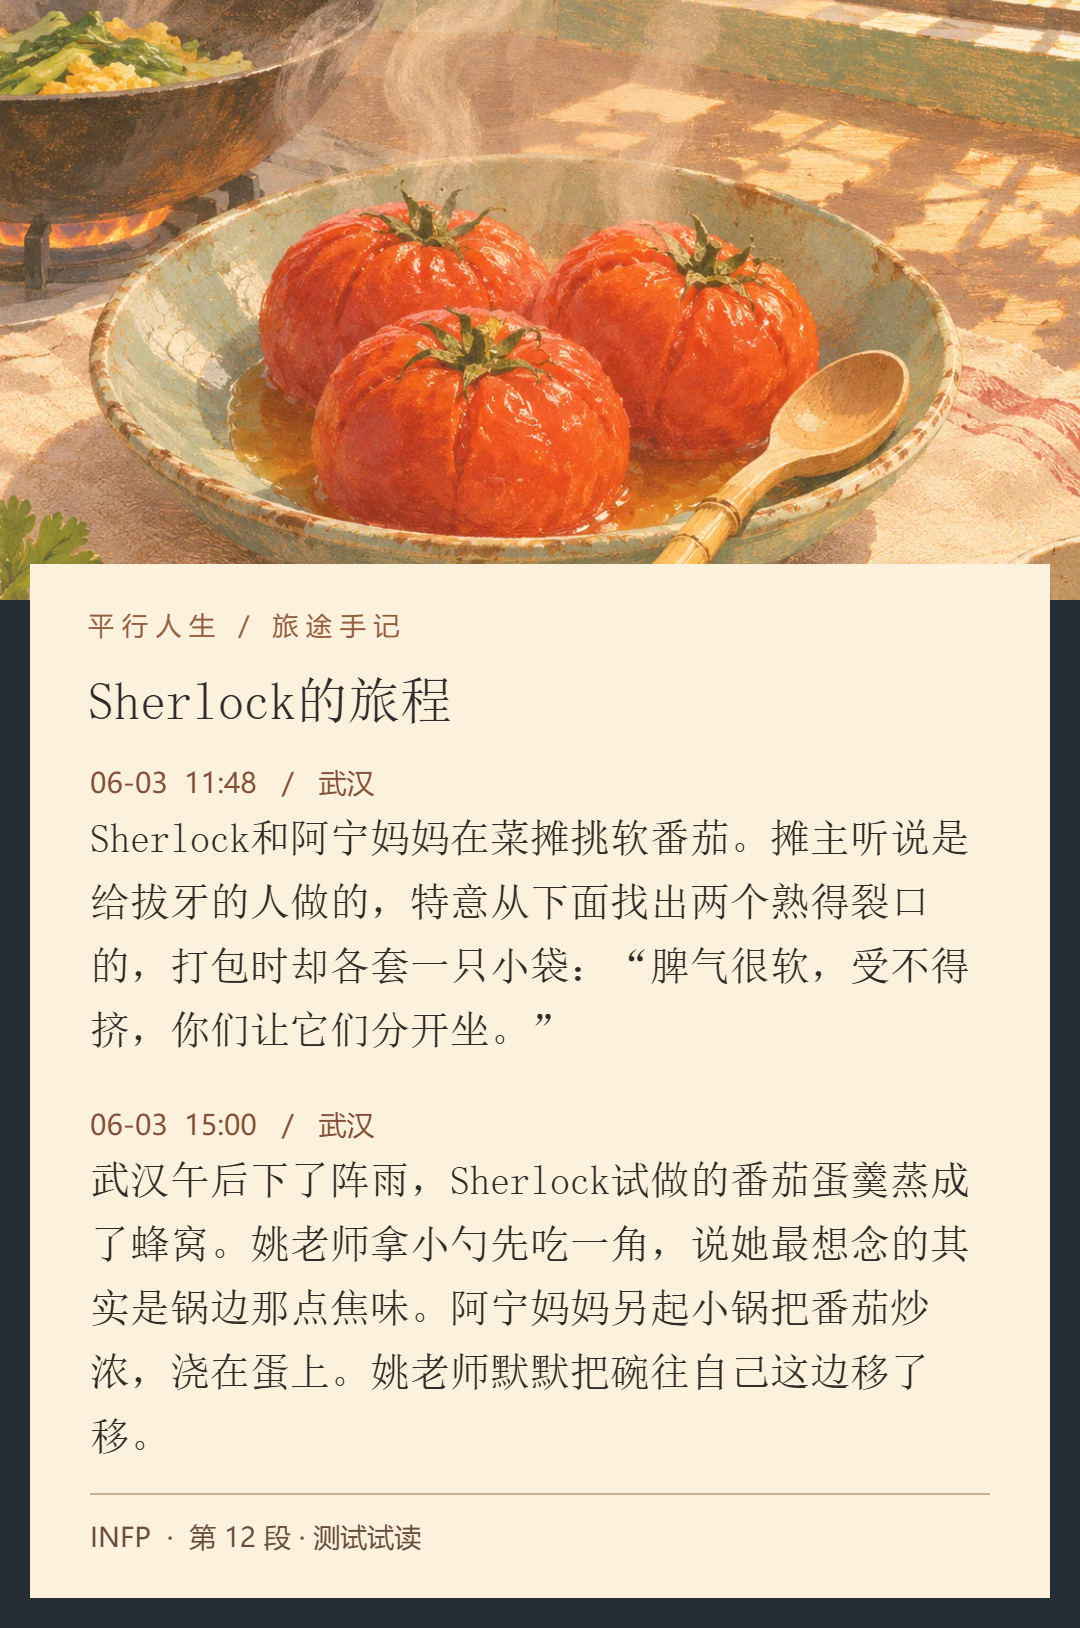 平行人生 / 旅途手记
Sherlock的旅程
06-03 11:48 / 武汉
Sherlock和阿宁妈妈在菜摊挑软番茄。摊主听说是
给拔牙的人做的，特意从下面找出两个熟得裂口
的，打包时却各套一只小袋：“脾气很软，受不得
挤，你们让它们分开坐。”
06-03 15:00 / 武汉
武汉午后下了阵雨，Sherlock试做的番茄蛋羹蒸成
了蜂窝。姚老师拿小勺先吃一角，说她最想念的其
实是锅边那点焦味。阿宁妈妈另起小锅把番茄炒
浓，浇在蛋上。姚老师默默把碗往自己这边移了
移。
INFP · 第 12 段 · 测试试读